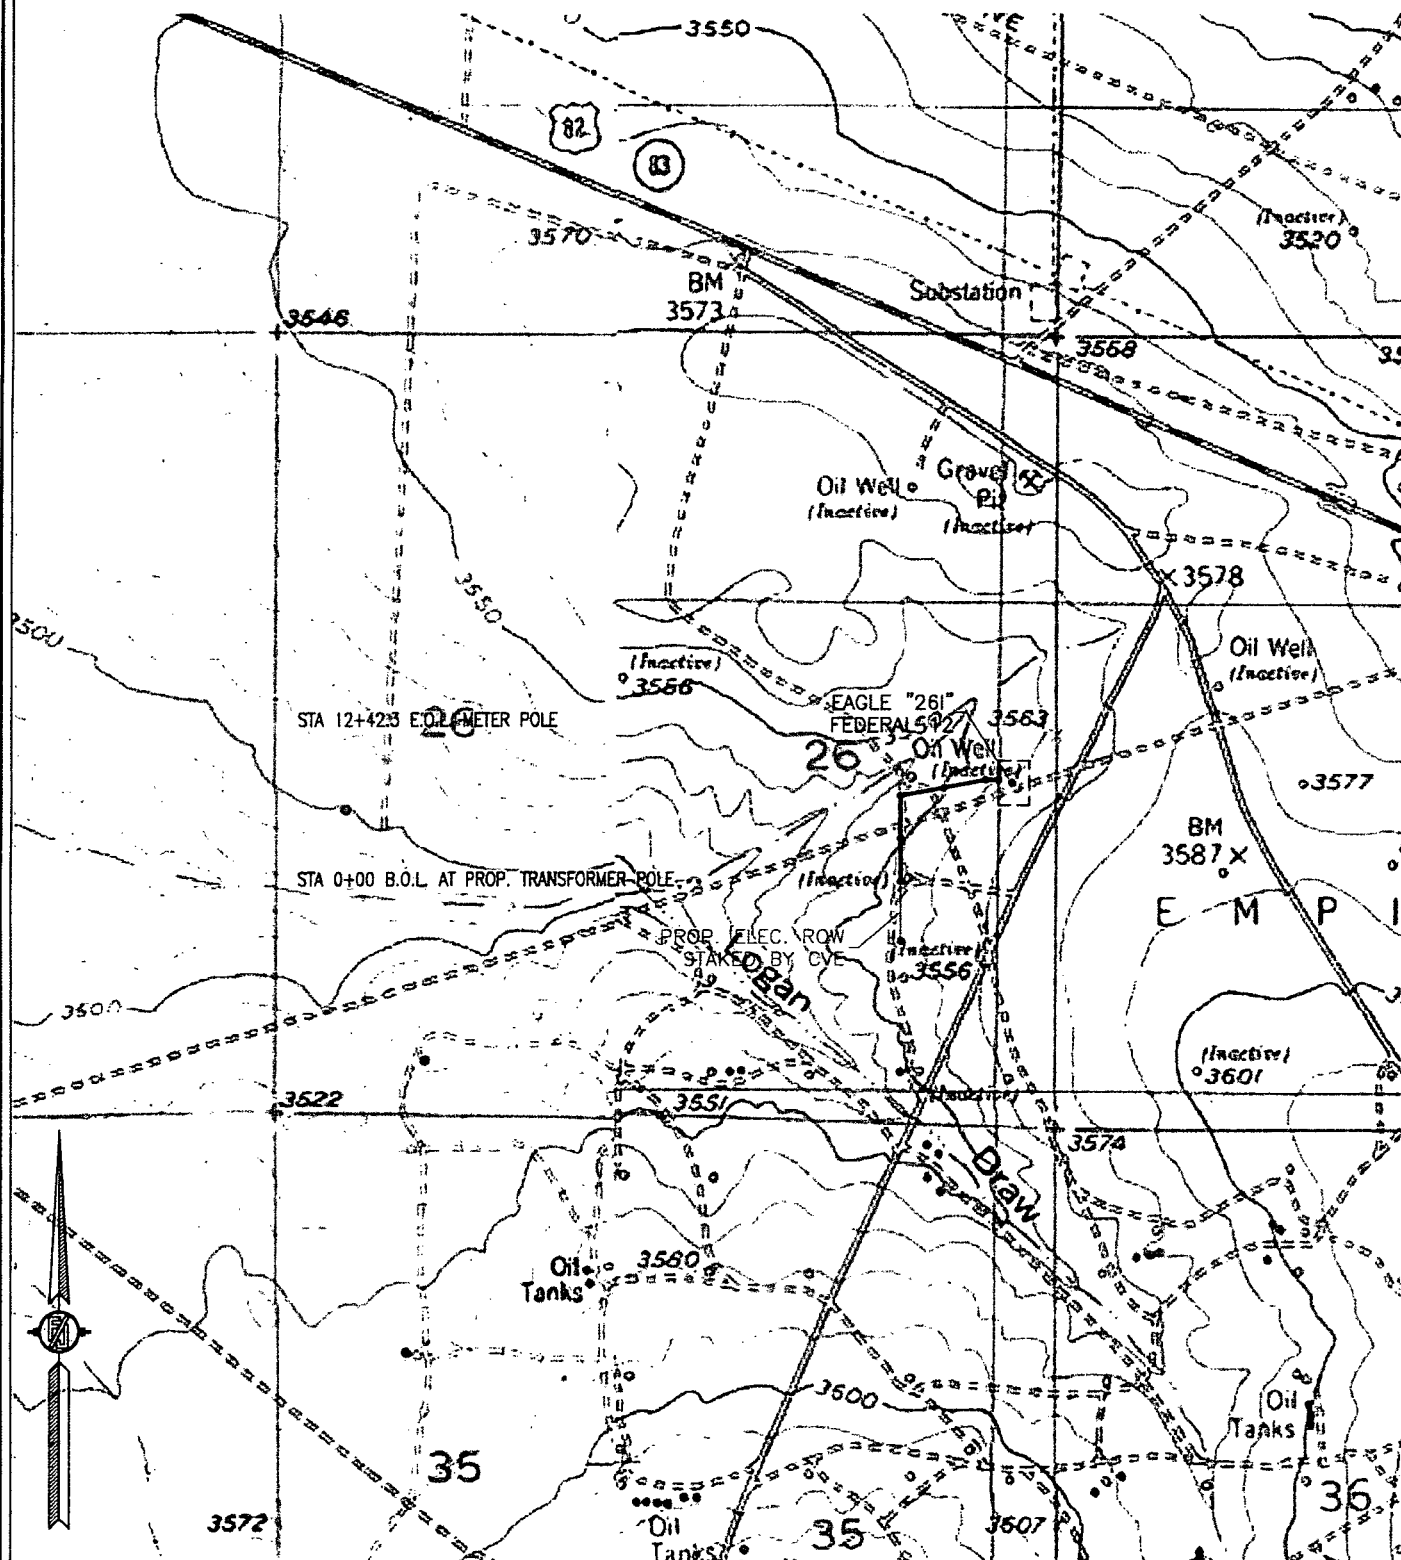 3550
82
83
(Inactive)
3520
3570
BM
3573
Substation
3546
3568
Oil Well
(Inactive)
Gravel
Pit
(Inactive)
3578
3550
3500
Oil Well
(Inactive)
(Inactive)
EAGLE "26I"
3563
STA 12+42.3 E.O.L. METER POLE
26
26
Oil Well
(Inactive)
3577
BM
3587
STA 0+00 B.O.L. AT PROP. TRANSFORMER POLE
(Inactive)
E M P I
PROP. ELEC. ROW
STAKED BY CVE
(Inactive)
3556
Logan
3500
(Inactive)
3601
3522
3551
(Inactive)
3574
Draw
3560
Oil
Tanks
3600
Oil
Tanks
35
36
3572
Oil
Tanks
35
3607